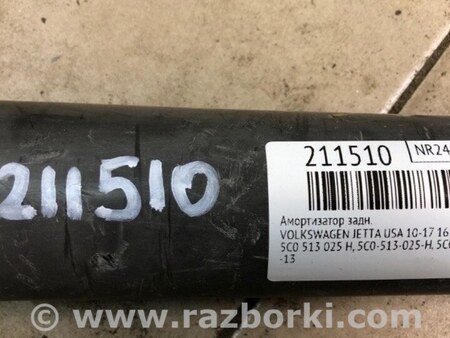 211510
211510 NR24
Амортизатор задн.
VOLKSWAGEN JETTA USA 10-17 16
5C0 513 025 H, 5C0-513-025-H, 5C6
-13
www.razborki.com